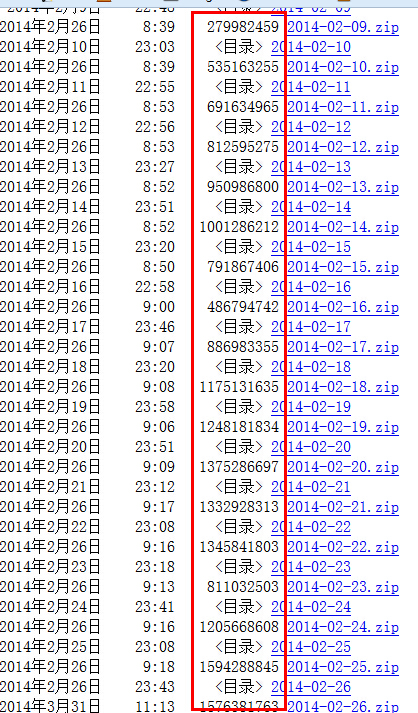 2014年2月26日 8:39 279982459 2014-02-09.zip
2014年2月10日 23:03 <目录> 2014-02-10
2014年2月26日 8:39 535163255 2014-02-10.zip
2014年2月11日 22:55 <目录> 2014-02-11
2014年2月26日 8:53 691634965 2014-02-11.zip
2014年2月12日 22:56 <目录> 2014-02-12
2014年2月26日 8:53 812595275 2014-02-12.zip
2014年2月13日 23:27 <目录> 2014-02-13
2014年2月26日 8:52 950986800 2014-02-13.zip
2014年2月14日 23:51 <目录> 2014-02-14
2014年2月26日 8:52 1001286212 2014-02-14.zip
2014年2月15日 23:20 <目录> 2014-02-15
2014年2月26日 8:50 791867406 2014-02-15.zip
2014年2月16日 22:58 <目录> 2014-02-16
2014年2月26日 9:00 486794742 2014-02-16.zip
2014年2月17日 23:46 <目录> 2014-02-17
2014年2月26日 9:07 886983355 2014-02-17.zip
2014年2月18日 23:20 <目录> 2014-02-18
2014年2月26日 9:08 1175131635 2014-02-18.zip
2014年2月19日 23:58 <目录> 2014-02-19
2014年2月26日 9:06 1248181834 2014-02-19.zip
2014年2月20日 23:51 <目录> 2014-02-20
2014年2月26日 9:09 1375286697 2014-02-20.zip
2014年2月21日 23:12 <目录> 2014-02-21
2014年2月26日 9:17 1332928313 2014-02-21.zip
2014年2月22日 23:08 <目录> 2014-02-22
2014年2月26日 9:16 1345841803 2014-02-22.zip
2014年2月23日 23:18 <目录> 2014-02-23
2014年2月26日 9:13 811032503 2014-02-23.zip
2014年2月24日 23:41 <目录> 2014-02-24
2014年2月26日 9:16 1205668608 2014-02-24.zip
2014年2月25日 23:08 <目录> 2014-02-25
2014年2月26日 9:18 1594288845 2014-02-25.zip
2014年2月26日 23:43 <目录> 2014-02-26
2014年3月31日 11:13 1576381763 2014-02-26.zip